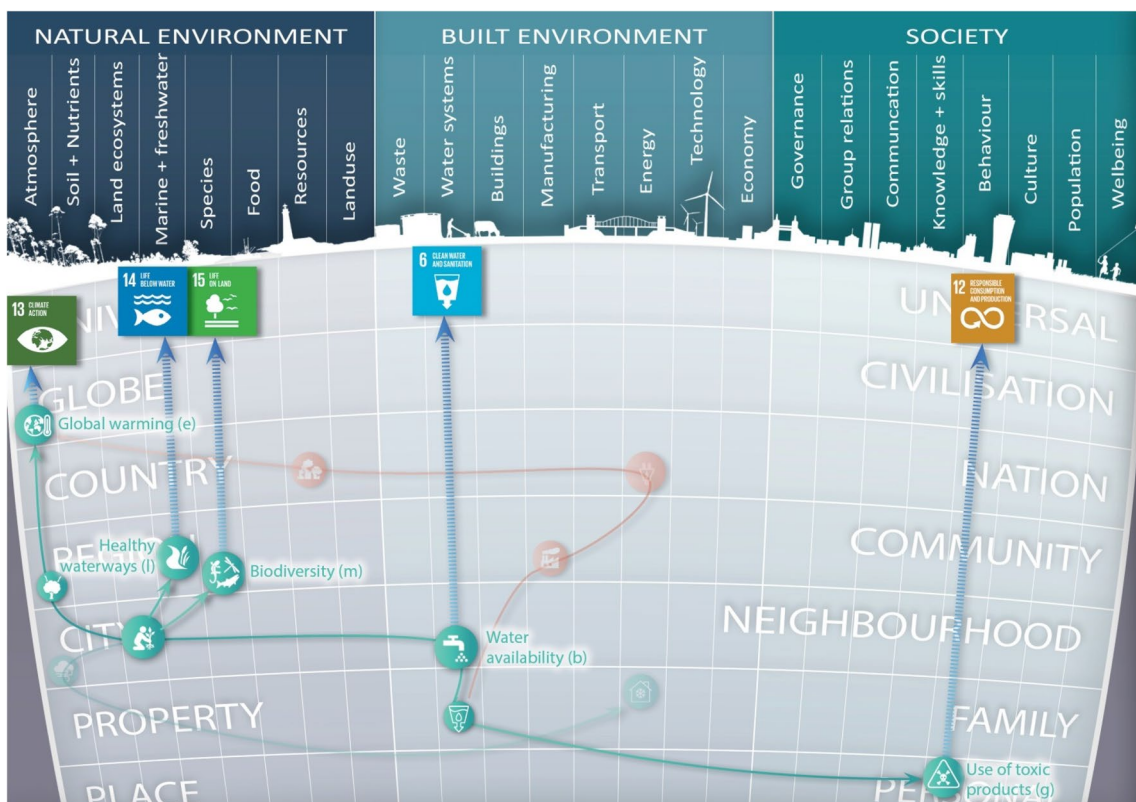 NATURAL ENVIRONMENT
BUILT ENVIRONMENT
SOCIETY
Atmosphere
Soil + Nutrients
Land ecosystems
Marine + freshwater
Species
Food
Resources
Landuse
Waste
Water systems
Buildings
Manufacturing
Transport
Energy
Technology
Economy
Governance
Group relations
Communcation
Knowledge + skills
Behaviour
Culture
Population
Welbeing
14 LIFE
BELOW WATER
15 LIFE
ON LAND
6 CLEAN WATER
AND SANITATION
12 RESPONSIBLE
CONSUMPTION
AND PRODUCTION
13 CLIMATE
ACTION
UNIVERSAL
GLOBE
CIVILISATION
Global warming (e)
COUNTRY
NATION
REGION
COMMUNITY
Healthy
waterways (l)
Biodiversity (m)
CITY
NEIGHBOURHOOD
Water
availability (b)
PROPERTY
FAMILY
Use of toxic
products (g)
PLACE